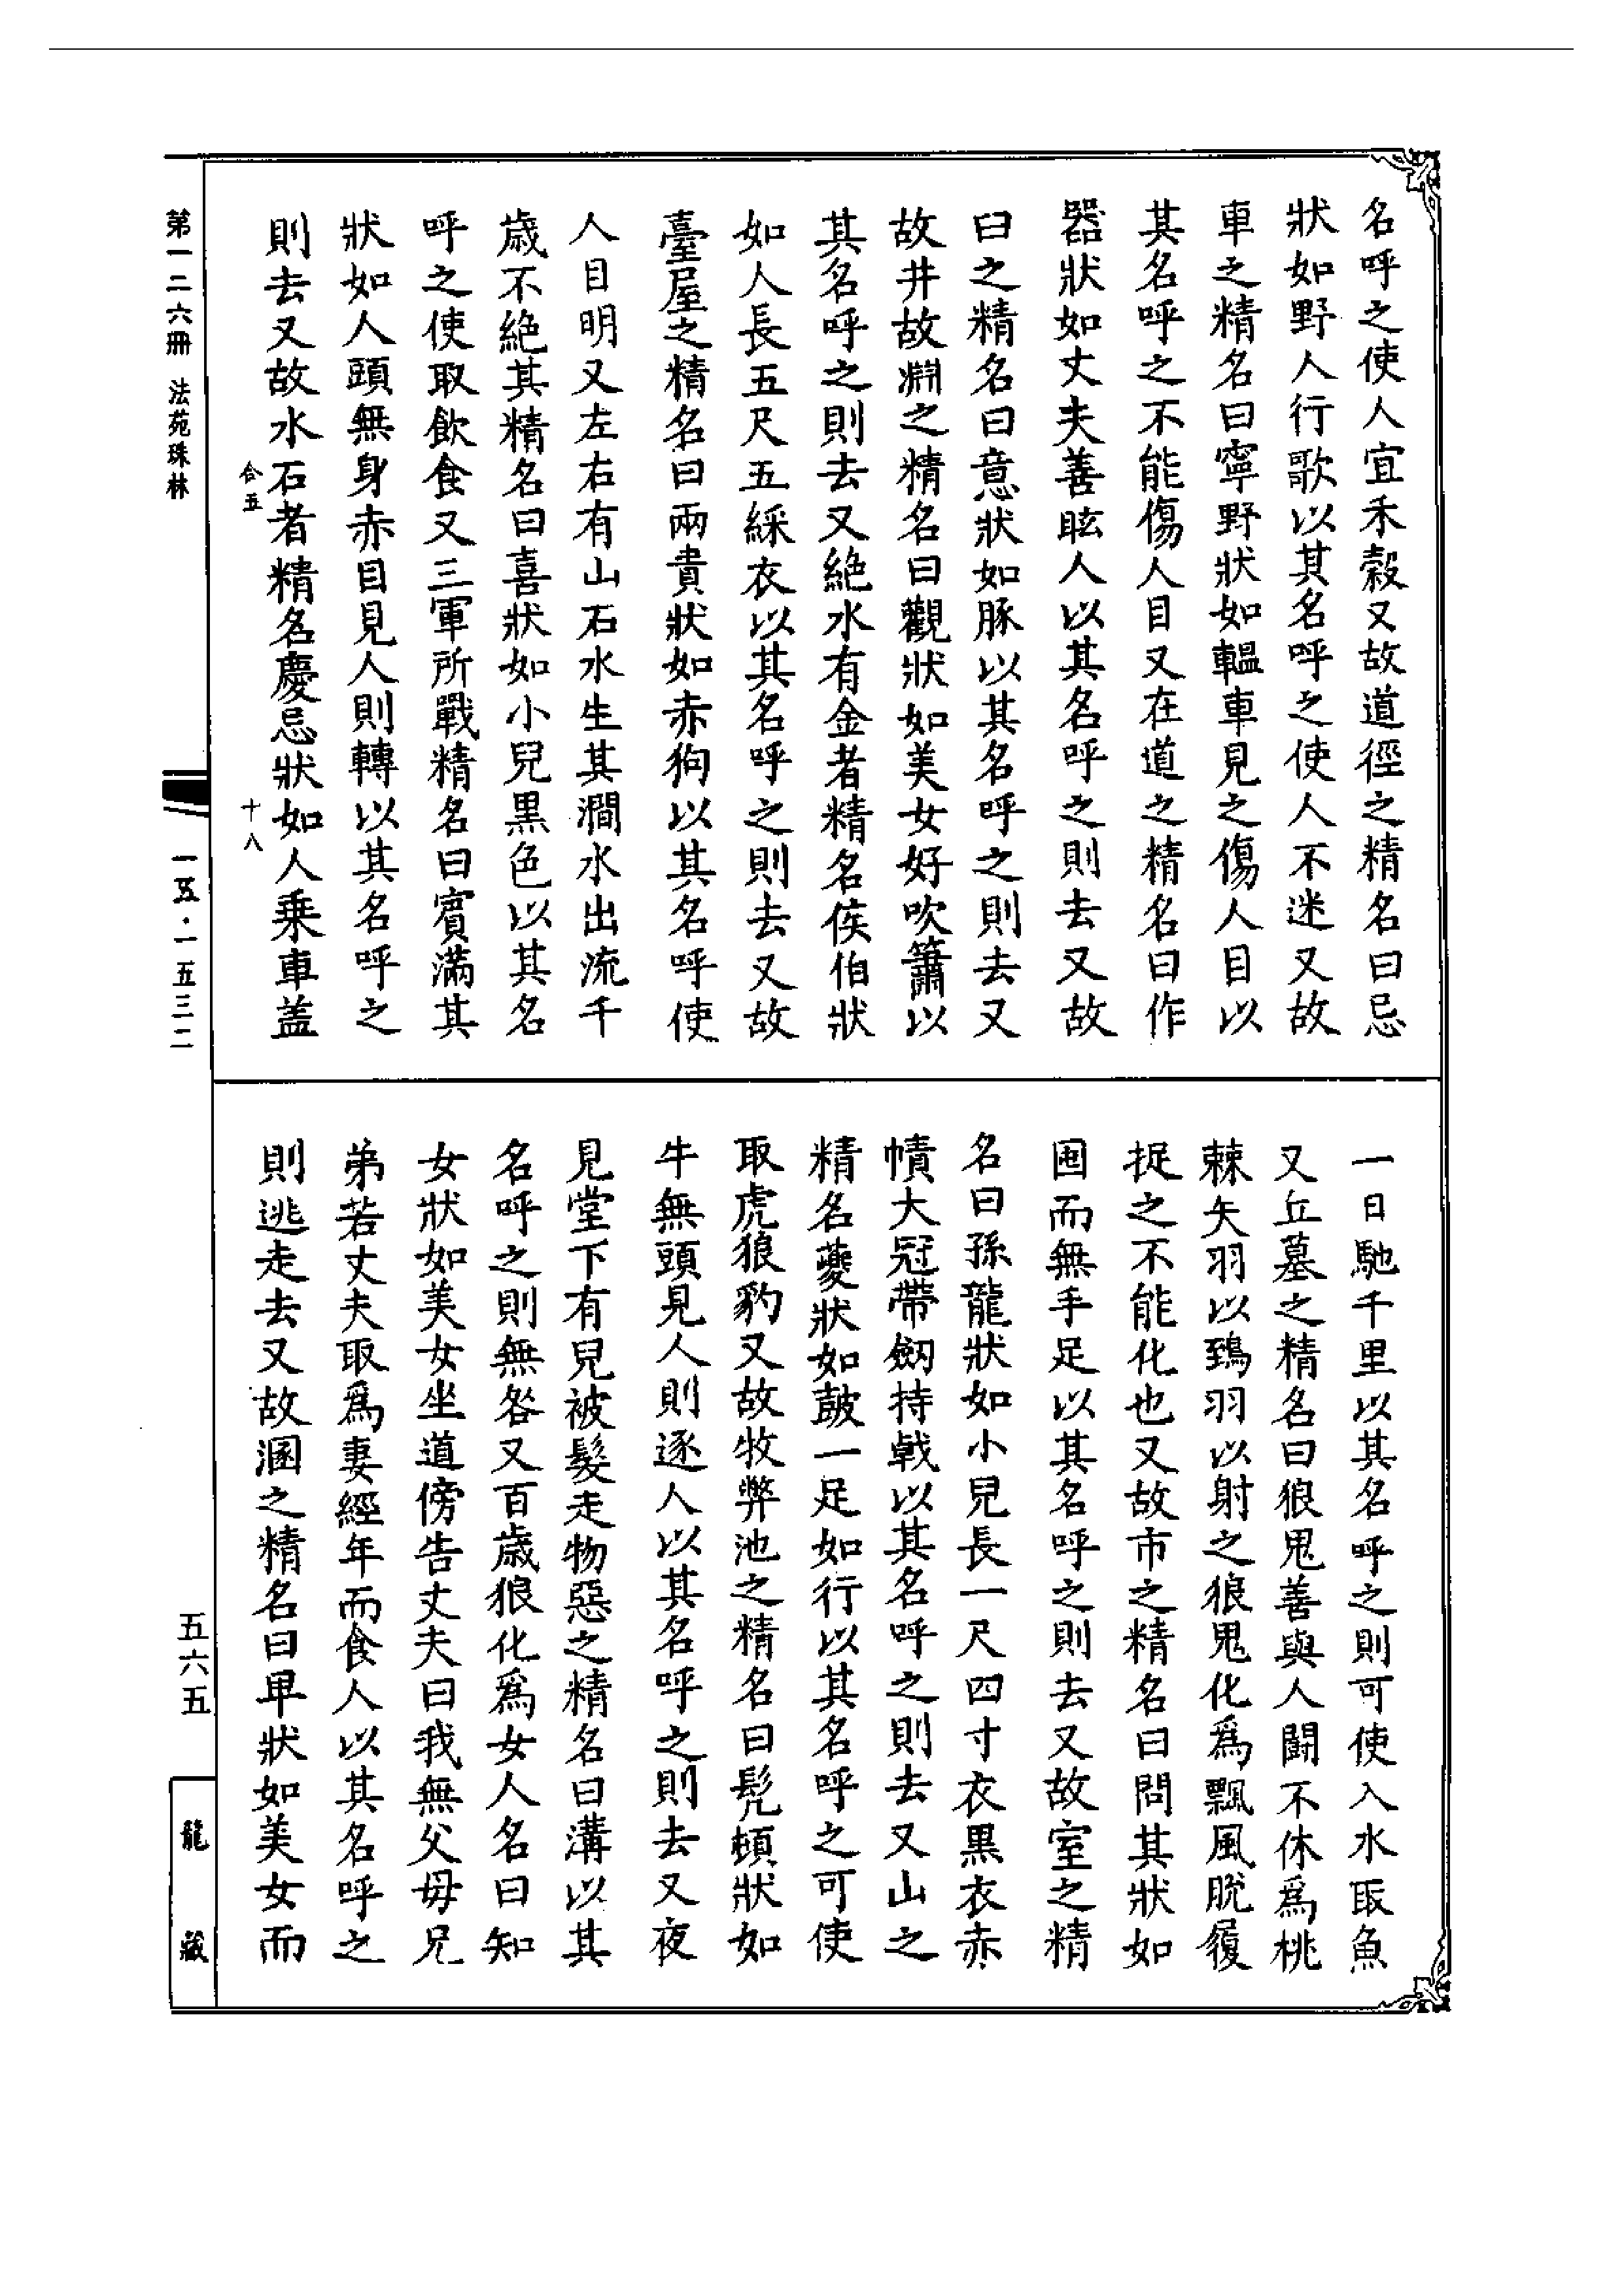 名呼之使人宜禾穀又故道徑之精名曰忌
狀如野人行歌以其名呼之使人不迷又故
車之精名曰寧野狀如轀車見之傷人目以
其名呼之不能傷人目又在道之精名曰作
器狀如丈夫善眩人以其名呼之則去又故
臼之精名曰意狀如豚以其名呼之則去又
故井故淵之精名曰觀狀如美女好吹簫以
其名呼之則去又絶水有金者精名侯伯狀
如人長五尺五綵衣以其名呼之則去又故
臺屋之精名曰兩貴狀如赤狗以其名呼使
人目明又左右有山石水生其澗水出流千
歲不絶其精名曰喜狀如小兒黑色以其名
呼之使取飲食又三軍所戰精名曰賓滿其
狀如人頭無身赤目見人則轉以其名呼之
則去又故水石者精名慶忌狀如人乗車盖
一日馳千里以其名呼之則可使入水取魚
又丘墓之精名曰狼鬼善與人鬪不休爲桃
棘矢羽以鵄羽以射之狼鬼化爲飄風脫履
捉之不能化也又故市之精名曰問其狀如
囷而無手足以其名呼之則去又故室之精
名曰孫龍狀如小兒長一尺四寸衣黑衣赤
幘大冠帶劒持戟以其名呼之則去又山之
精名夔狀如鼓一足如行以其名呼之可使
取虎狼豹又故牧弊池之精名曰髡頓狀如
牛無頭見人則逐人以其名呼之則去又夜
見堂下有兒被髮走物惡之精名曰溝以其
名呼之則無咎又百歲狼化爲女人名曰知
女狀如美女坐道傍告丈夫曰我無父母兄
弟若丈夫取爲妻經年而食人以其名呼之
則逃走去又故溷之精名曰卑狀如美女而
合五
十八
第一二六冊 法苑珠林
一五·一五三二
五六五
龍藏